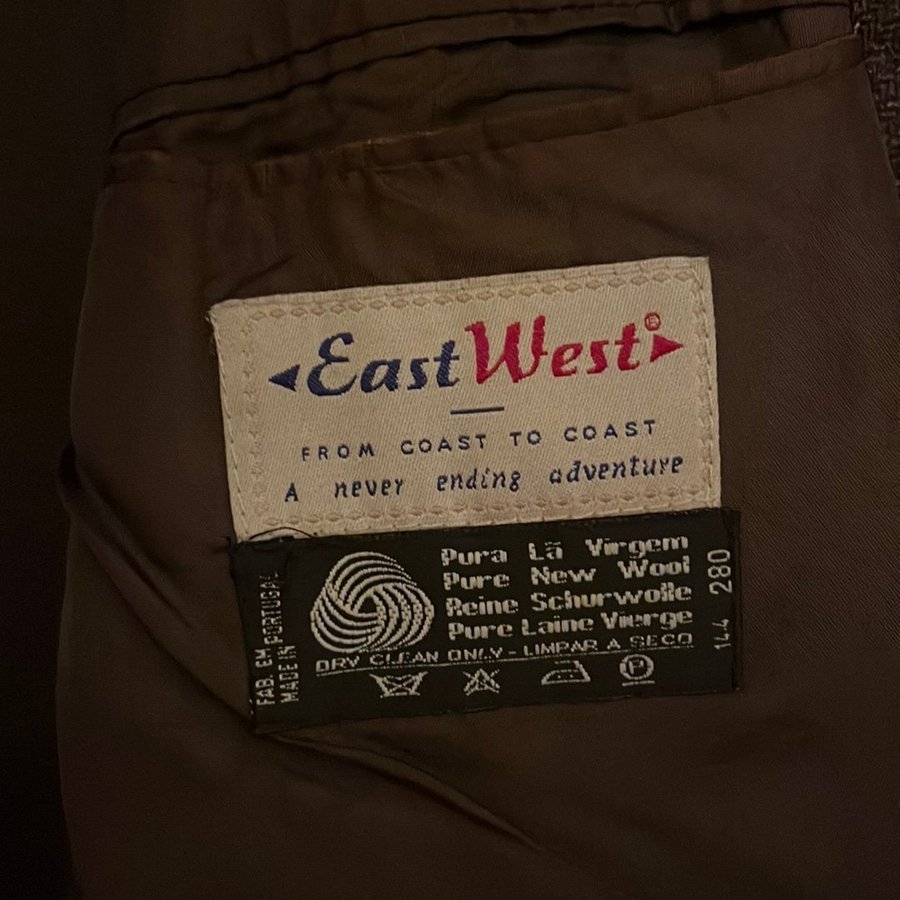 East West®
FROM COAST TO COAST
A never ending adventure
Pura Lã Virgem
Pure New Wool
Reine Schurwolle
Pure Laine Vierge
DRY CLEAN ONLY - LIMPAR A SECO
P
FAB. EM PORTUGAL
MADE IN PORTUGAL
144 280